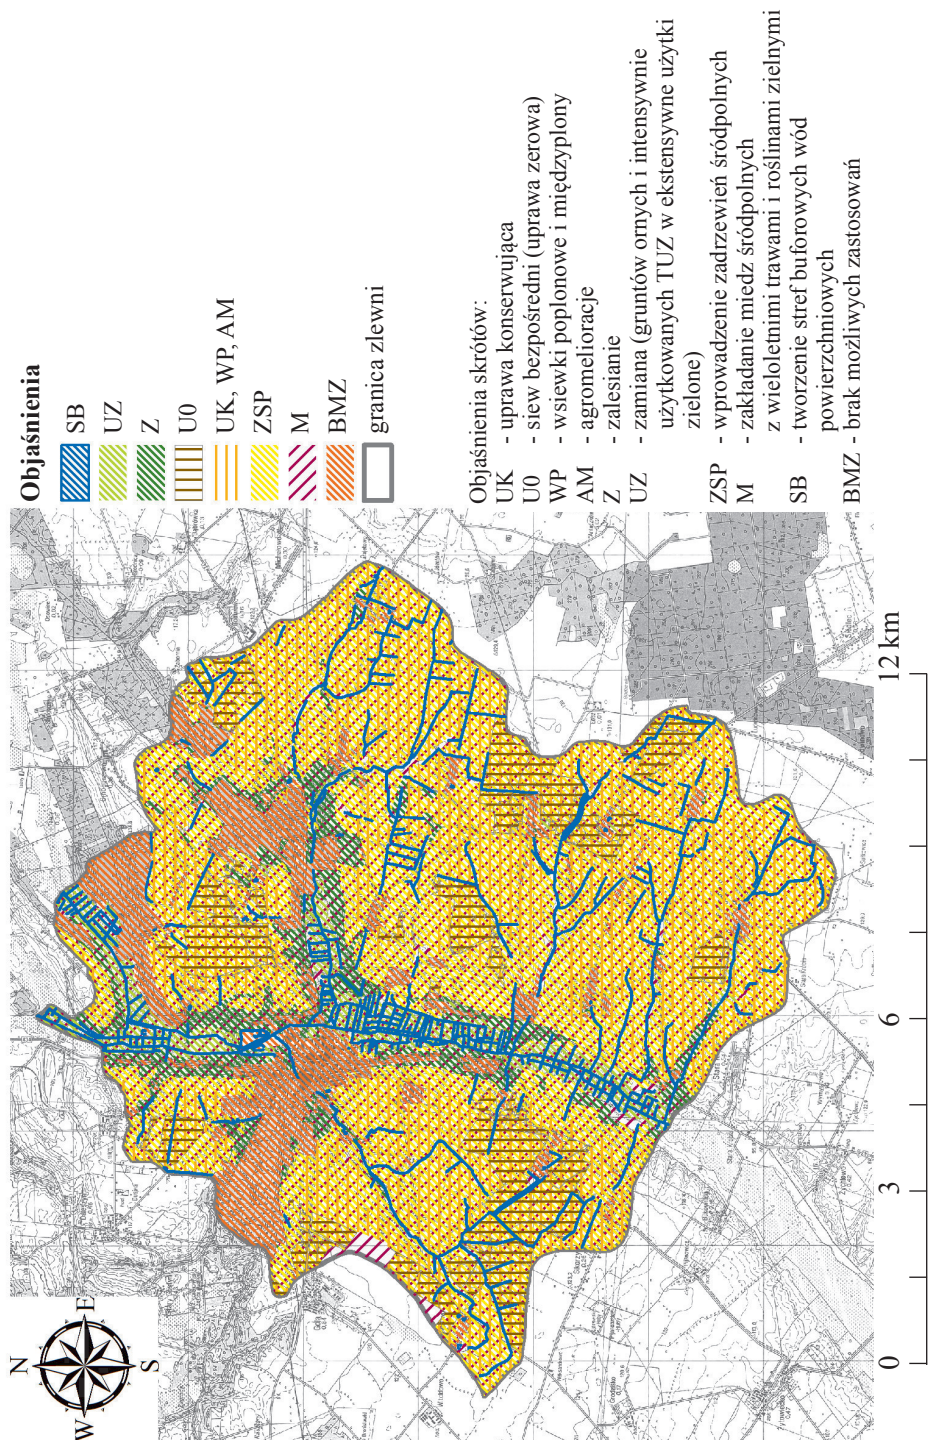 N
E
S
W
Objaśnienia
SB
UZ
Z
U0
UK, WP, AM
ZSP
M
BMZ
granica zlewni
Objaśnienia skrótów:
UK - uprawa konserwująca
U0 - siew bezpośredni (uprawa zerowa)
WP - wsiewki poplonowe i międzyplony
AM - agromelioracje
Z - zalesianie
UZ - zamiana (gruntów ornych i intensywnie
użytkowanych TUZ w ekstensywne użytki
zielone)
ZSP - wprowadzenie zadrzewień śródpolnych
M - zakładanie miedz śródpolnych
z wieloletnimi trawami i roślinami zielnymi
SB - tworzenie stref buforowych wód
powierzchniowych
BMZ - brak możliwych zastosowań
0 3 6 12 km